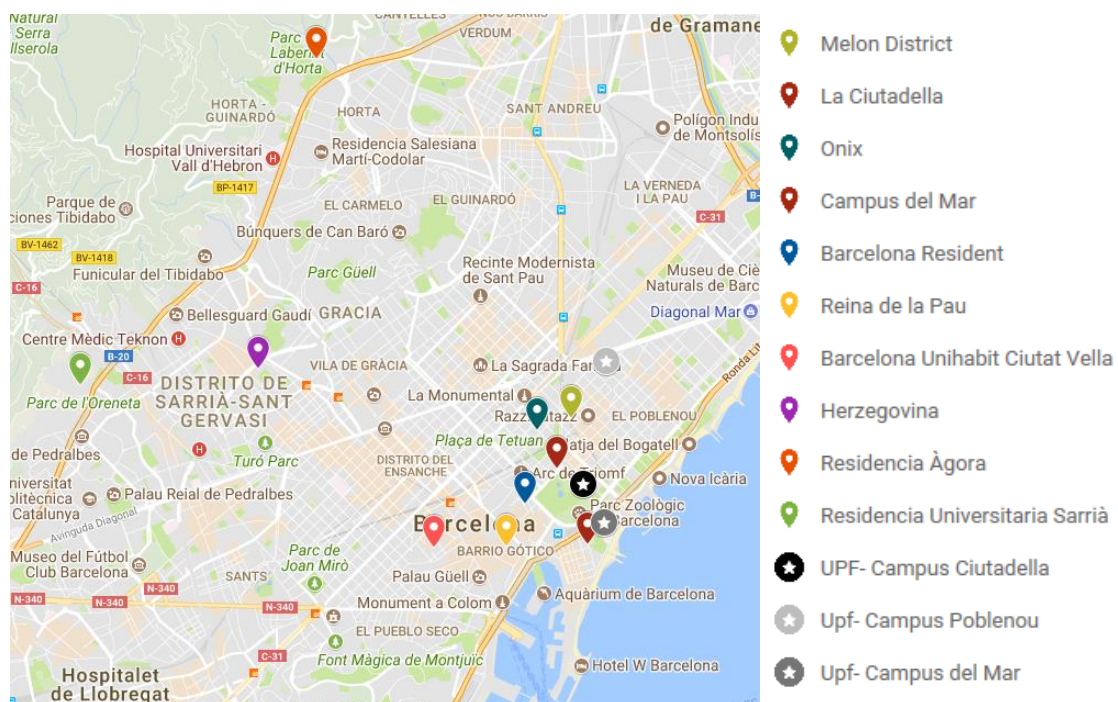 Natural
Serra
llserola
Parc
Laberint
d'Horta
CANYELLES
NOU BARRIS
VERDUM
de Gramane
HORTA -
GUINARDÓ
HORTA
SANT ANDREU
Polígon Indu
de Montsolís
Hospital Universitari
Vall d'Hebron
Residencia Salesiana
Martí-Codolar
BP-1417
LA VERNEDA
I LA PAU
Parque de
ciones Tibidabo
EL CARMELO
EL GUINARDÓ
C-31
B-
BV-1462
BV-1418
Búnquers de Can Baró
Funicular del Tibidabo
Parc Güell
Recinte Modernista
de Sant Pau
Museu de Cièn
Naturals de Barc
C-16
Bellesguard Gaudí
GRACIA
Diagonal Mar
Centre Mèdic Teknon
B-20
C-16
VILA DE GRÀCIA
La Sagrada Fam
Ronda Lit
DISTRITO DE
SARRIÀ-SANT
GERVASI
Parc de l'Oreneta
La Monumental
Razz
atazz
EL POBLENOU
de Pedralbes
Turó Parc
Plaça de Tetuan
latja del Bogatell
DISTRITO DEL
ENSANCHE
Arc de Triomf
Nova Icària
niversitat
olitècnica
Catalunya
Palau Reial de Pedralbes
Parc Zoològic
Barcelona
Avinguda Diagonal
Barcelona
BARRIO GÓTICO
Museo del Fútbol
Club Barcelona
Parc de
Joan Miró
SANTS
Palau Güell
Aquàrium de Barcelona
N-340
N-340
N-340
Monument a Colom
EL PUEBLO SECO
C-31
Font Màgica de Montjuïc
Hotel W Barcelona
Hospitalet
de Llobregat
Melon District
La Ciutadella
Onix
Campus del Mar
Barcelona Resident
Reina de la Pau
Barcelona Unihabit Ciutat Vella
Herzegovina
Residencia Àgora
Residencia Universitaria Sarrià
UPF- Campus Ciutadella
Upf- Campus Poblenou
Upf- Campus del Mar